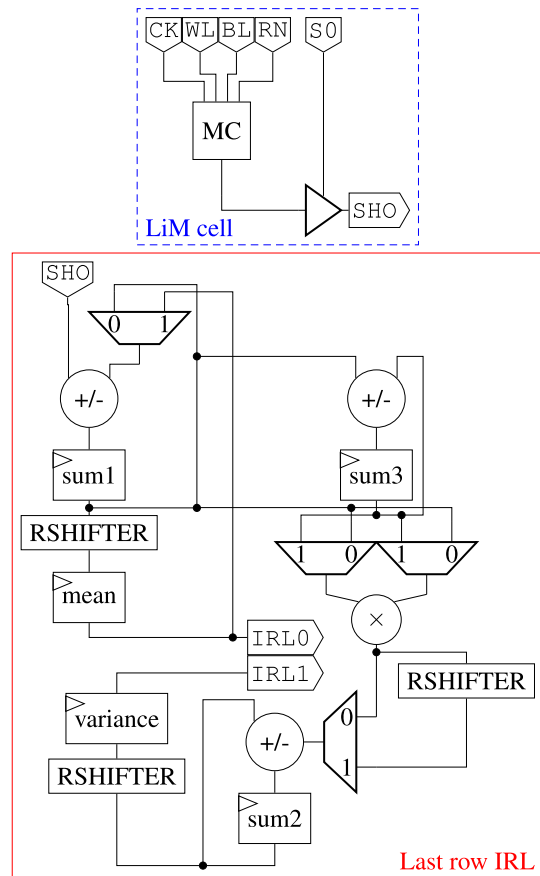 CK WL BL RN S0
MC
SHO
LiM cell
SHO
0 1
+/- +/-
sum1 sum3
RSHIFTER
1 0 1 0
mean
×
IRL0
IRL1
RSHIFTER
variance
0
+/-
RSHIFTER
1
sum2
Last row IRL